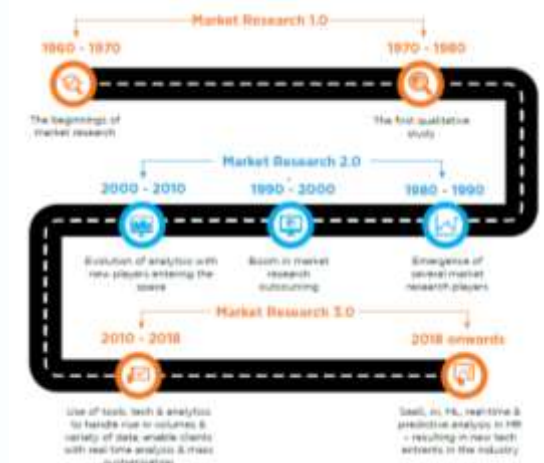 Market Research 1.0
1960 - 1970
1970 - 1980
The beginnings of
market research
The first qualitative
study
Market Research 2.0
2000 - 2010
1990 - 2000
1980 - 1990
Evolution of analytics with
new players entering the
space
Boom in market
research
outsourcing
Emergence of
several market
research players
Market Research 3.0
2010 - 2018
2018 onwards
Use of tools, tech & analytics
to handle rise in volumes &
variety of data, enable clients
with real-time analysis & mass
SaaS, AI, ML, real-time &
predictive analysis in MR
- resulting in new tech
entrants in the industry